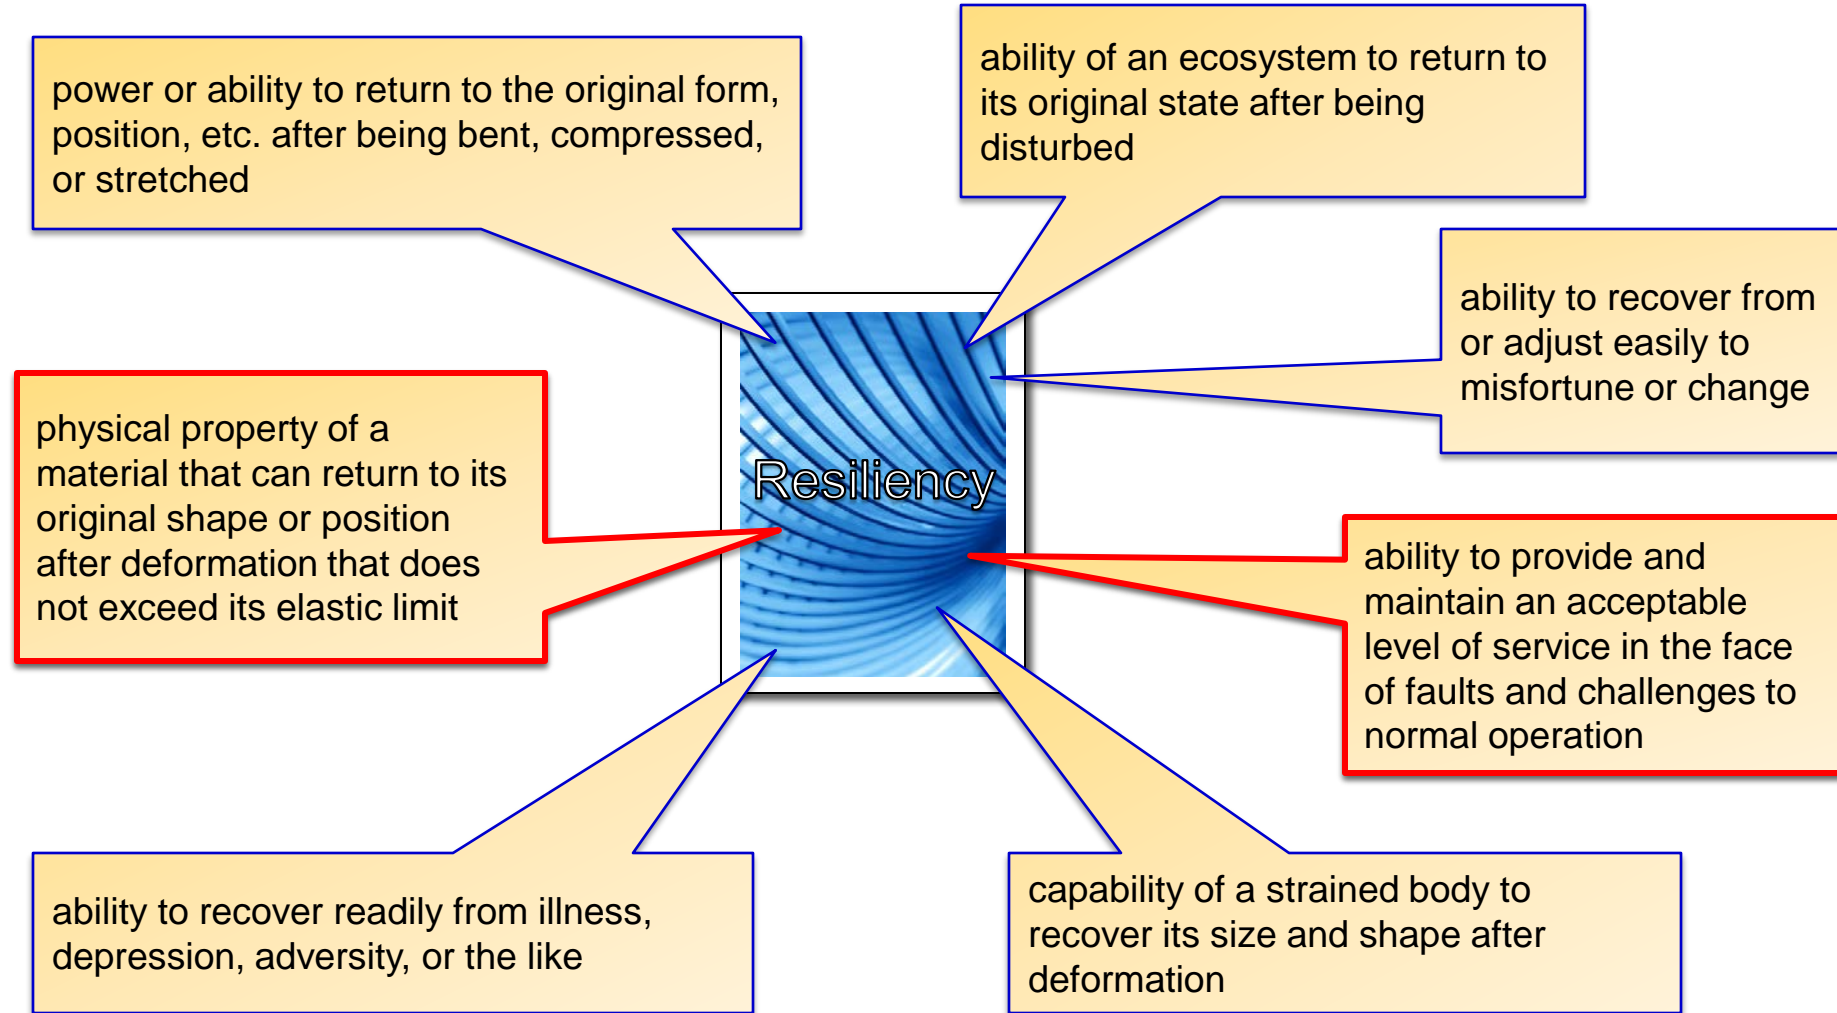 power or ability to return to the original form,
position, etc. after being bent, compressed,
or stretched
ability of an ecosystem to return to
its original state after being
disturbed
ability to recover from
or adjust easily to
misfortune or change
physical property of a
material that can return to its
original shape or position
after deformation that does
not exceed its elastic limit
Resiliency
ability to provide and
maintain an acceptable
level of service in the face
of faults and challenges to
normal operation
ability to recover readily from illness,
depression, adversity, or the like
capability of a strained body to
recover its size and shape after
deformation